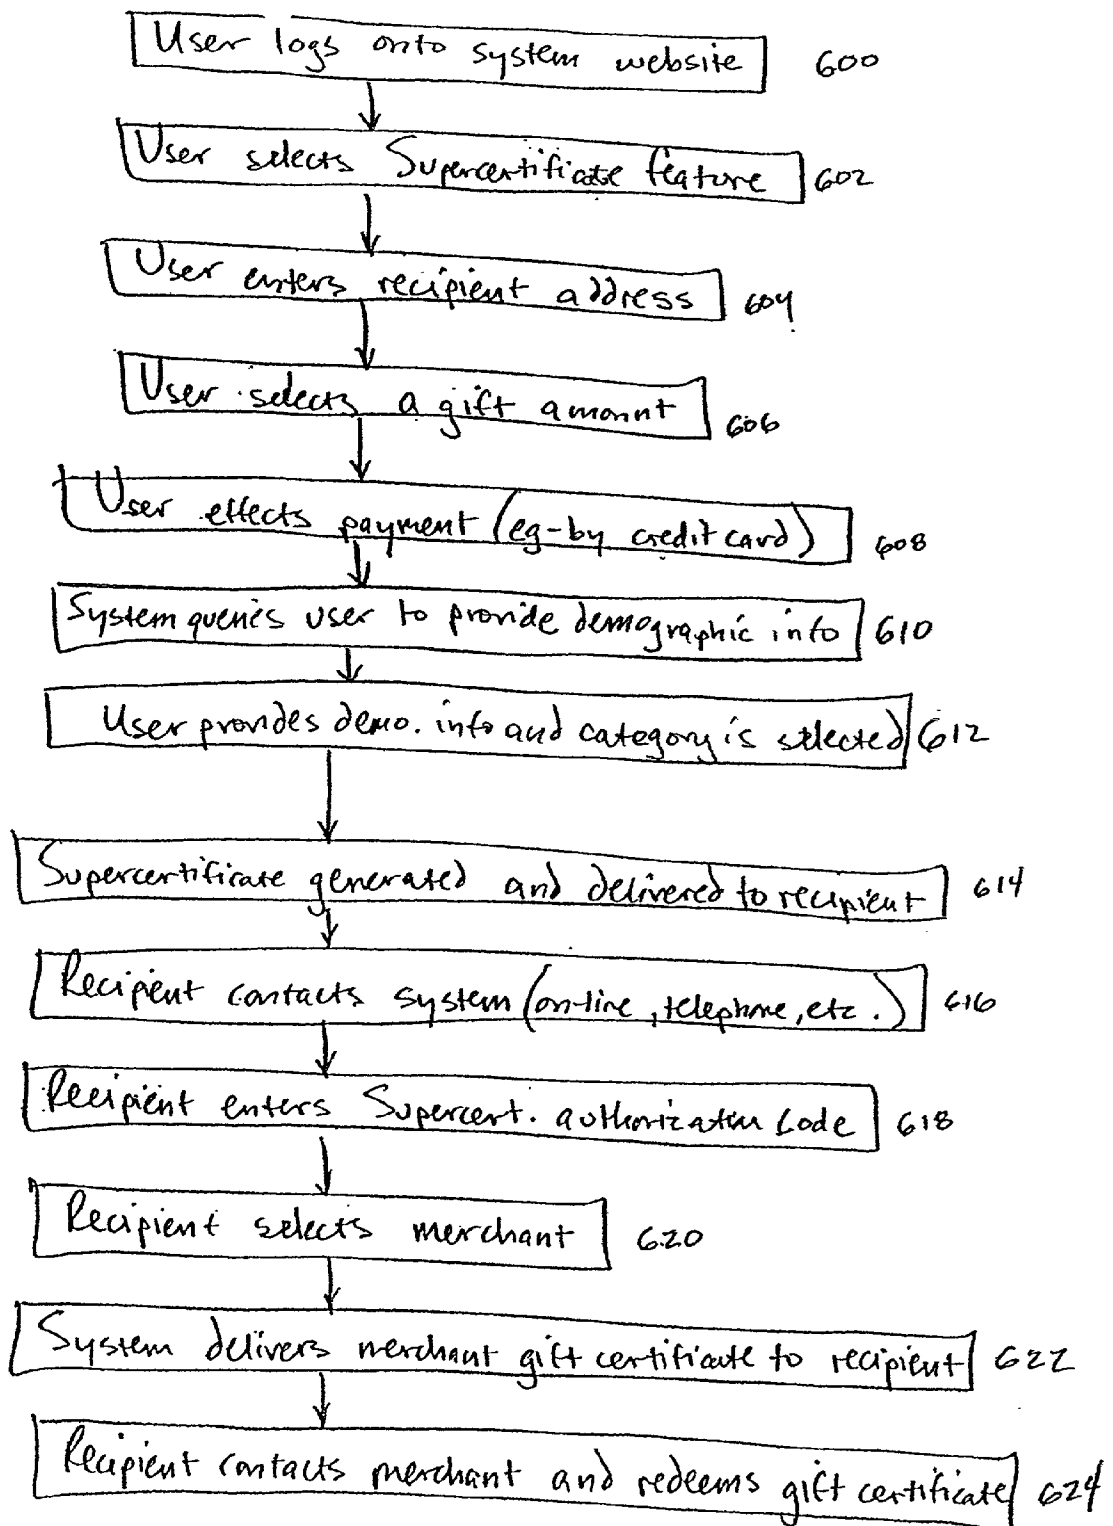 User logs onto system website 600
User selects Supercertificate feature 602
User enters recipient address 604
User selects a gift amount 606
User effects payment (eg-by credit card) 608
System queries user to provide demographic info 610
User provides demo. info and category is selected 612
Supercertificate generated and delivered to recipient 614
Recipient contacts system (on-line, telephone, etc.) 616
Recipient enters Supercert. authorization code 618
Recipient selects merchant 620
System delivers merchant gift certificate to recipient 622
Recipient contacts merchant and redeems gift certificate 624